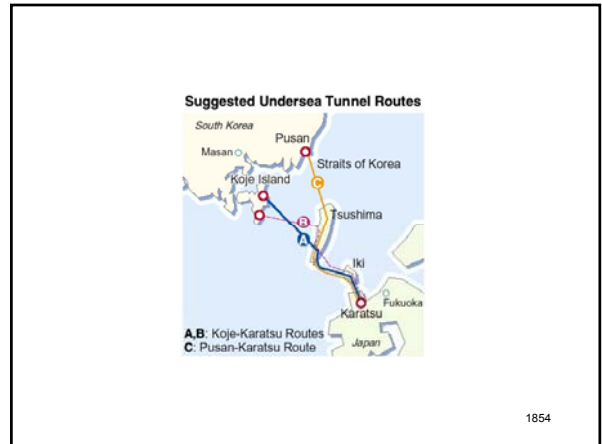 Suggested Undersea Tunnel Routes
South Korea
Pusan
Masan
Straits of Korea
Koje Island
C
Tsushima
B
A
Iki
Fukuoka
Karatsu
A,B: Koje-Karatsu Routes
C: Pusan-Karatsu Route
Japan
1854